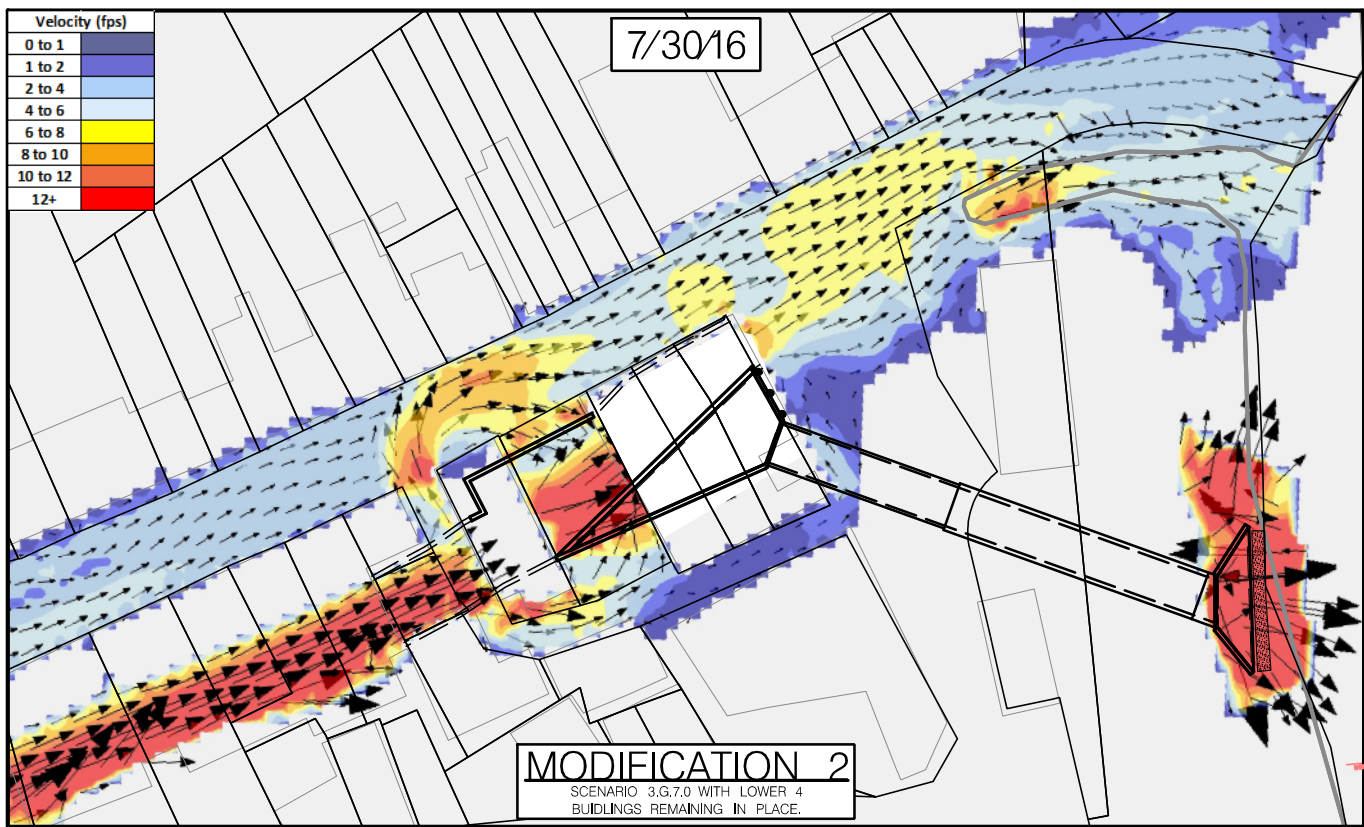 Velocity (fps)
0 to 1
1 to 2
2 to 4
4 to 6
6 to 8
8 to 10
10 to 12
12+
7/30/16
MODIFICATION 2
SCENARIO 3.G.7.0 WITH LOWER 4
BUIDLINGS REMAINING IN PLACE.